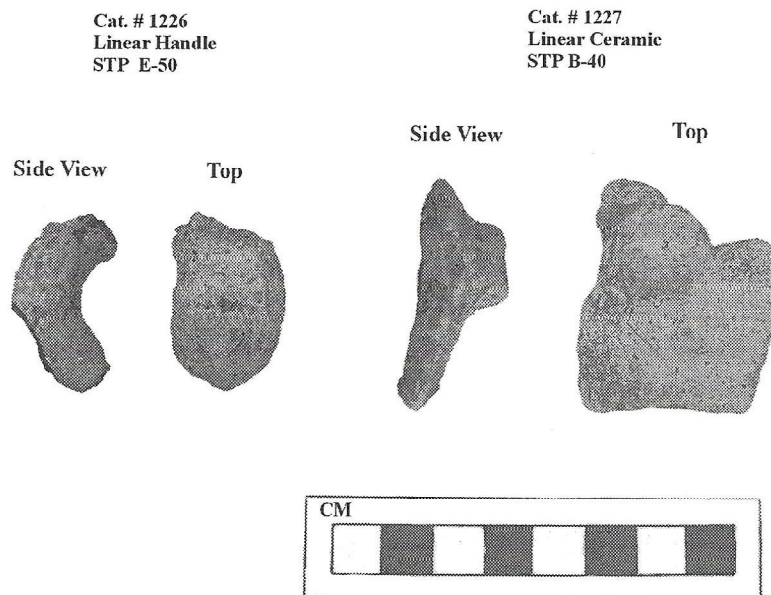 Cat. # 1226
Linear Handle
STP E-50
Cat. # 1227
Linear Ceramic
STP B-40
Side View
Top
Side View
Top
CM